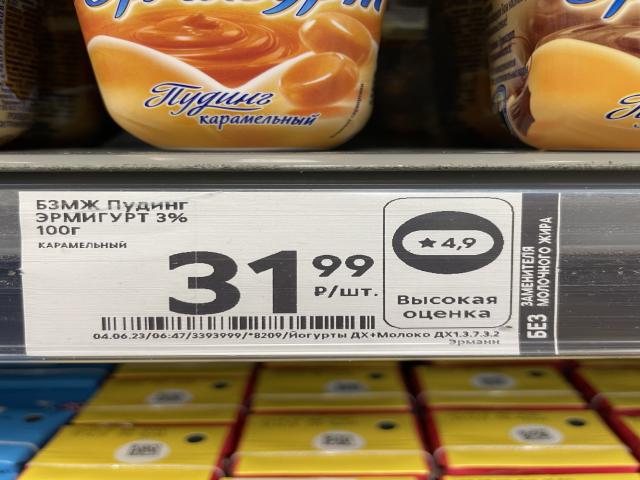 Пудинг
карамельный
БЗМЖ Пудинг
ЭРМИГУРТ 3%
100г
КАРАМЕЛЬНЫЙ
31 99
₽/шт.
★ 4,9
Высокая
оценка
БЕЗ ЗАМЕНИТЕЛЯ
МОЛОЧНОГО ЖИРА
04.06.23/06:47/3393999/*8209/Йогурты ДХ+Молоко ДХ1.3.7.3.2
Эрманн